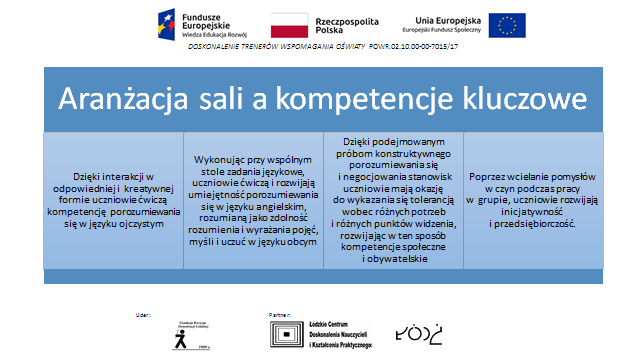 Fundusze
Europejskie
Wiedza Edukacja Rozwój
Rzeczpospolita
Polska
Unia Europejska
Europejski Fundusz Społeczny
DOSKONALENIE TRENERÓW WSPOMAGANIA OŚWIATY POWR.02.10.00-00-7015/17
Aranżacja sali a kompetencje kluczowe
Dzięki interakcji w
odpowiedniej i kreatywnej
formie uczniowie ćwiczą
kompetencję porozumiewania
się w języku ojczystym
Wykonując przy wspólnym
stole zadania językowe,
uczniowie ćwiczą i rozwijają
umiejętność porozumiewania
się w języku angielskim,
rozumianą jako zdolność
rozumienia i wyrażania pojęć,
myśli i uczuć w języku obcym
Dzięki podejmowanym
próbom konstruktywnego
porozumiewania się
i negocjowania stanowisk
uczniowie mają okazję
do wykazania się tolerancją
wobec różnych potrzeb
i różnych punktów widzenia,
rozwijając w ten sposób
kompetencje społeczne
i obywatelskie
Poprzez wcielanie pomysłów
w czyn podczas pracy
w grupie, uczniowie rozwijają
inicjatywność
i przedsiębiorczość.
Lider:
Partner:
Fundacja Rozwoju
Demokracji Lokalnej
Łódzkie Centrum
Doskonalenia Nauczycieli
i Kształcenia Praktycznego